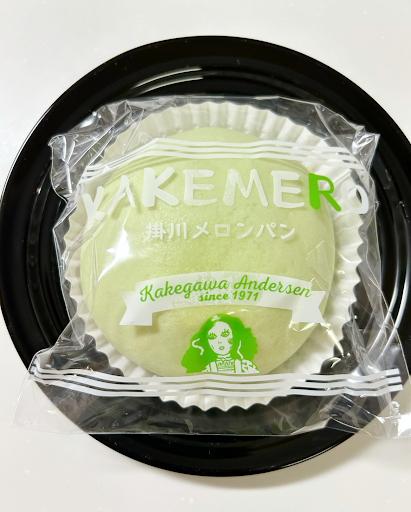 KAKEMERO
掛川メロンパン
Kakegawa Andersen
since 1971